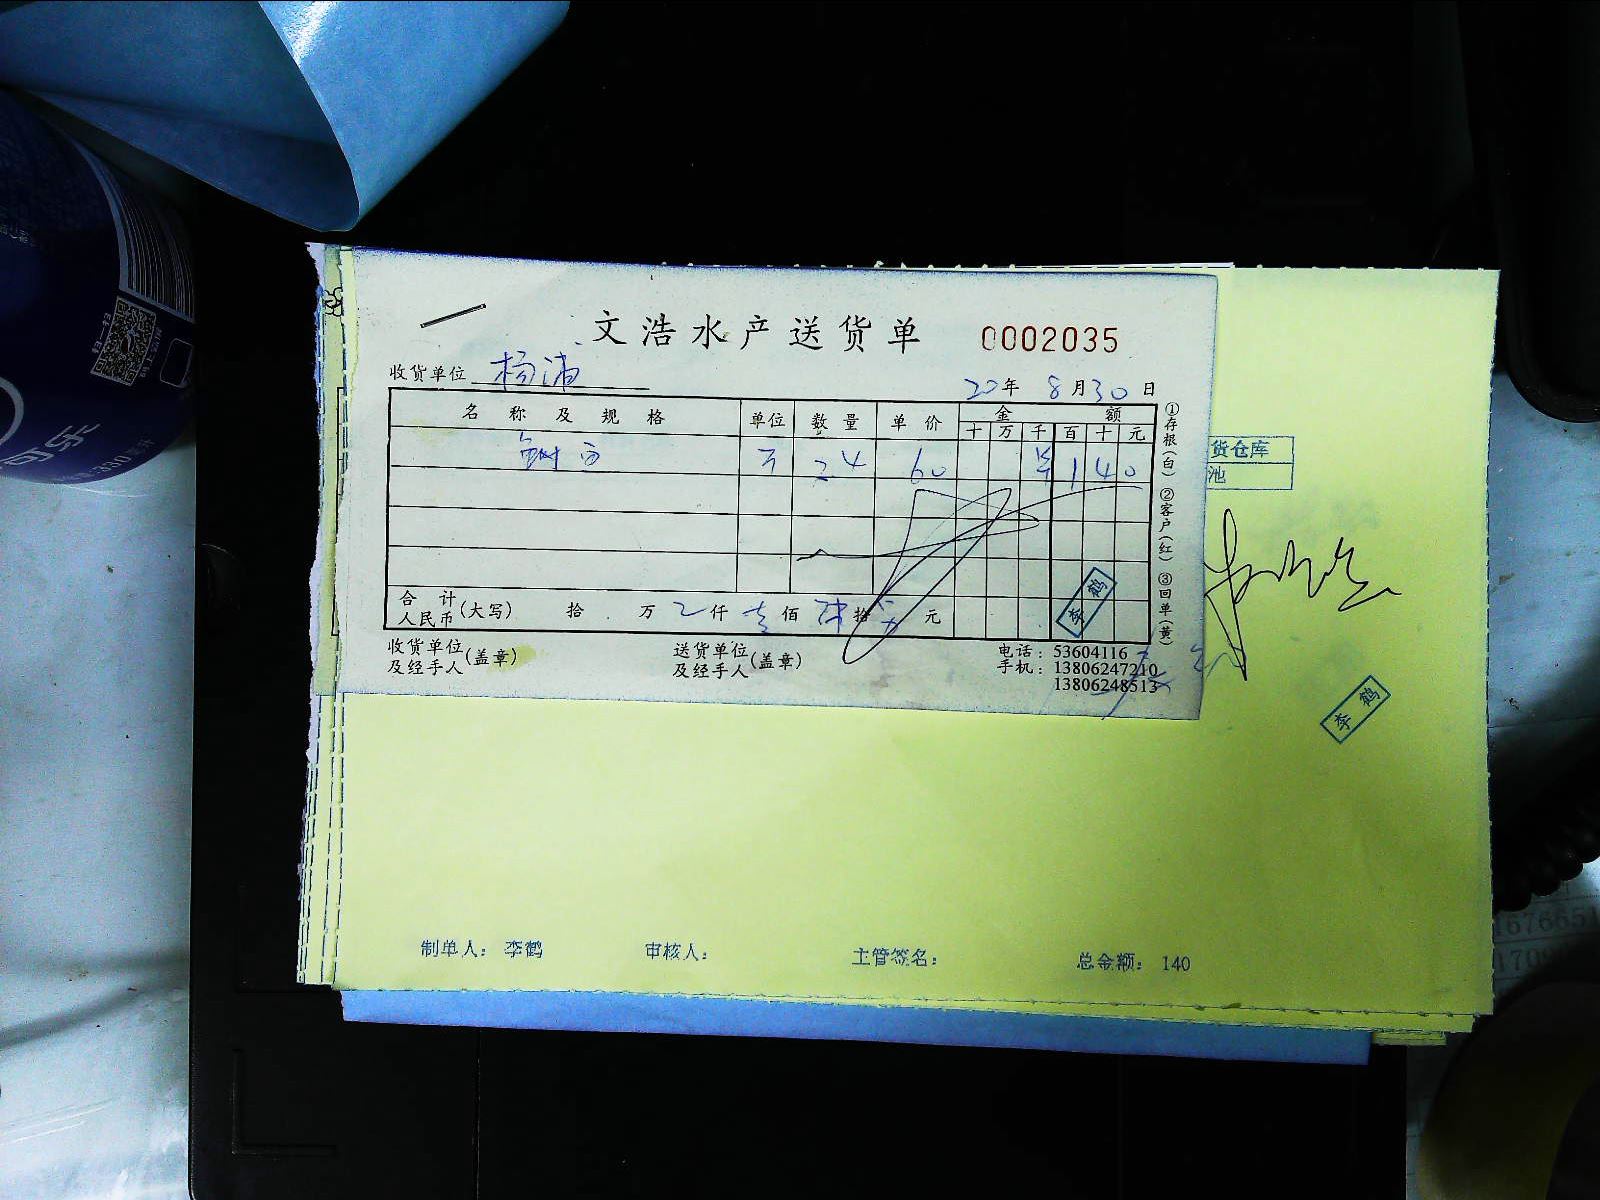 文浩水产送货单 0002035
收货单位 杨浦 20年 8月30日
名称及规格 单位 数量 单价 金额
十 万 千 百 十 元
24 60 ¥ 1 4 0
合计
人民币(大写) 拾 万 仟 壹佰 肆拾 元
收货单位
及经手人(盖章)
送货单位
及经手人(盖章)
电话：53604116
手机：13806247210
13806248513
①存根(白) ②客户(红) ③回单(黄)
李鹤
货仓库
池
李鹤
制单人：李鹤 审核人： 主管签名： 总金额：140
可乐